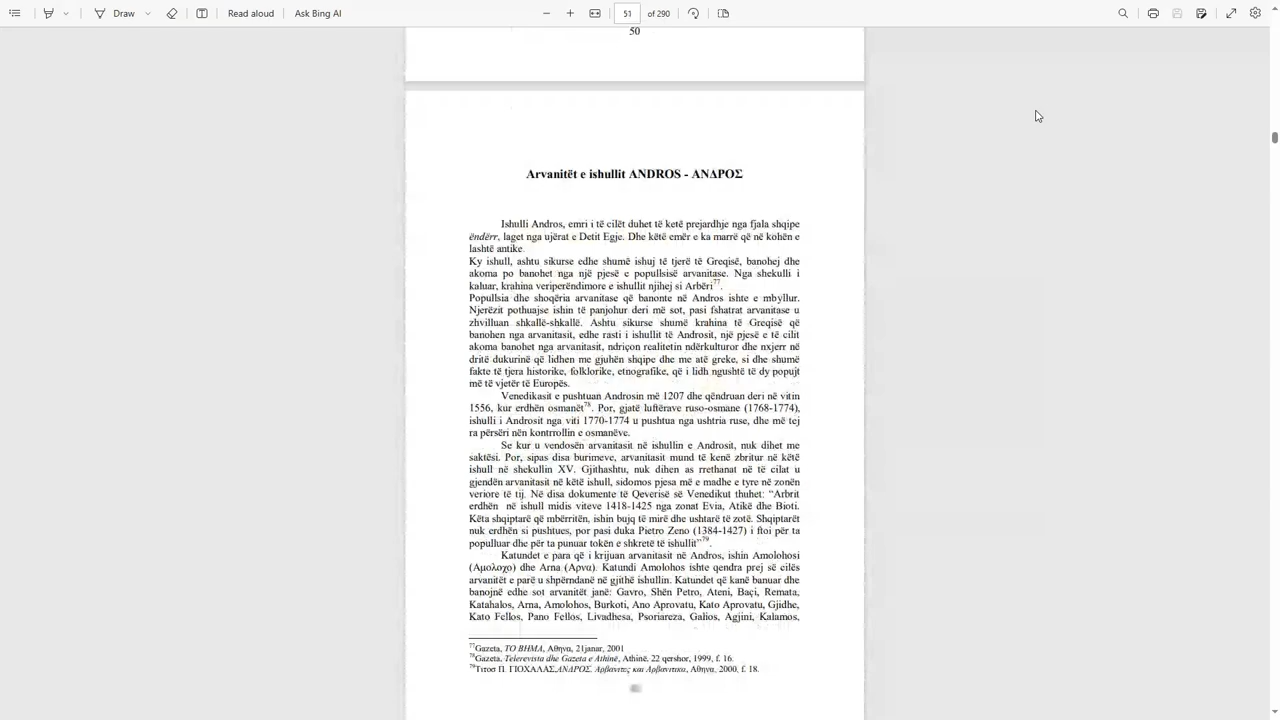 Draw
Read aloud
Ask Bing AI
51 of 290
50
Arvanitët e ishullit ANDROS - ΑΝΔΡΟΣ
Ishulli Andros, emri i të cilët duhet të ketë prejardhje nga fjala shqipe
ëndërr, laget nga ujërat e Detit Egje. Dhe këtë emër e ka marrë që në kohën e
lashtë antike.
Ky ishull, ashtu sikurse edhe shumë ishuj të tjerë të Greqisë, banohej dhe
akoma po banohet nga një pjesë e popullsisë arvanitase. Nga shekulli i
kaluar, krahina veriperëndimore e ishullit njihej si Arbëri77.
Popullsia dhe shoqëria arvanitase që banonte në Andros ishte e mbyllur.
Njerëzit pothuajse ishin të panjohur deri më sot, pasi fshatrat arvanitase u
zhvilluan shkallë-shkallë. Ashtu sikurse shumë krahina të Greqisë që
banohen nga arvanitasit, edhe rasti i ishullit të Androsit, një pjesë e të cilit
akoma banohet nga arvanitasit, ndriçon realitetin ndërkulturor dhe nxjerr në
dritë dukurinë që lidhen me gjuhën shqipe dhe me atë greke, si dhe shumë
fakte të tjera historike, folklorike, etnografike, që i lidh ngushtë të dy popujt
më të vjetër të Europës.
Venedikasit e pushtuan Androsin më 1207 dhe qëndruan deri në vitin
1556, kur erdhën osmanët78. Por, gjatë luftërave ruso-osmane (1768-1774),
ishulli i Androsit nga viti 1770-1774 u pushtua nga ushtria ruse, dhe më tej
ra përsëri nën kontrrollin e osmanëve.
Se kur u vendosën arvanitasit në ishullin e Androsit, nuk dihet me
saktësi. Por, sipas disa burimeve, arvanitasit mund të kenë zbritur në këtë
ishull në shekullin XV. Gjithashtu, nuk dihen as rrethanat në të cilat u
gjendën arvanitasit në këtë ishull, sidomos pjesa më e madhe e tyre në zonën
veriore të tij. Në disa dokumente të Qeverisë së Venedikut thuhet: “Arbrit
erdhën në ishull midis viteve 1418-1425 nga zonat Evia, Atikë dhe Bioti.
Këta shqiptarë që mbërritën, ishin bujq të mirë dhe ushtarë të zotë. Shqiptarët
nuk erdhën si pushtues, por pasi duka Pietro Zeno (1384-1427) i ftoi për ta
populluar dhe për ta punuar tokën e shkretë të ishullit”79.
Katundet e para që i krijuan arvanitasit në Andros, ishin Amolohosi
(Αμολοχο) dhe Arna (Αρνα). Katundi Amolohos ishte qendra prej së cilës
arvanitët e parë u shpërndanë në gjithë ishullin. Katundet që kanë banuar dhe
banojnë edhe sot arvanitët janë: Gavro, Shën Petro, Ateni, Baçi, Remata,
Katahalos, Arna, Amolohos, Burkoti, Ano Aprovatu, Kato Aprovatu, Gjidhe,
Kato Fellos, Pano Fellos, Livadhesa, Psoriareza, Galios, Agjini, Kalamos,
77Gazeta, ΤΟ ΒΗΜΑ, Αθηνα, 21janar, 2001
78Gazeta, Telerevista dhe Gazeta e Athinë, Athinë. 22 qershor, 1999, f. 16.
79Τιτοσ Π. ΓΙΟΧΑΛΑΣ,ΑΝΔΡΟΣ. Αρβανιτες και Αρβανιτικα, Αθηνα, 2000, f. 18.